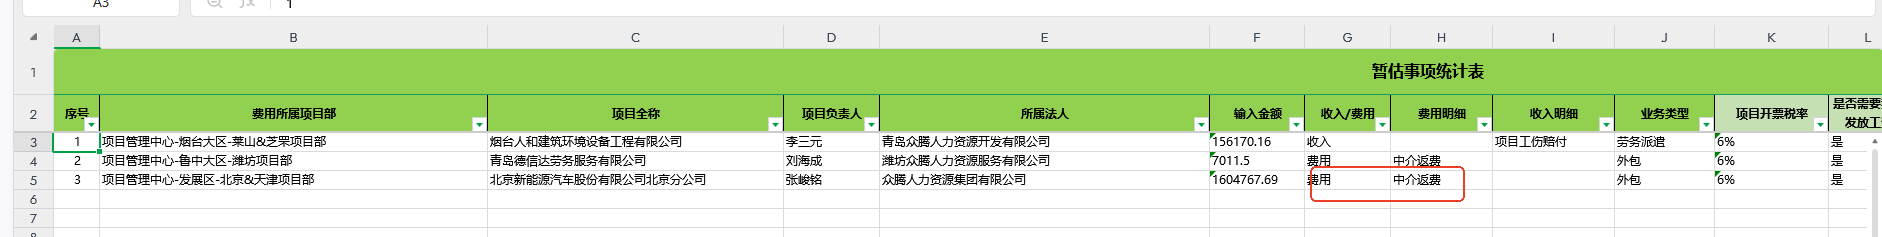 A3
fx 1
A B C D E F G H I J K L
1 暂估事项统计表
2 序号 费用所属项目部 项目全称 项目负责人 所属法人 输入金额 收入/费用 费用明细 收入明细 业务类型 项目开票税率 是否需要
发放工
3 1 项目管理中心-烟台大区-莱山&芝罘项目部 烟台人和建筑环境设备工程有限公司 李三元 青岛众腾人力资源开发有限公司 156170.16 收入 项目工伤赔付 劳务派遣 6% 是
4 2 项目管理中心-鲁中大区-潍坊项目部 青岛德信达劳务服务有限公司 刘海成 潍坊众腾人力资源服务有限公司 7011.5 费用 中介返费 外包 6% 是
5 3 项目管理中心-发展区-北京&天津项目部 北京新能源汽车股份有限公司北京分公司 张峻铭 众腾人力资源集团有限公司 1604767.69 费用 中介返费 外包 6% 是
6
7
8